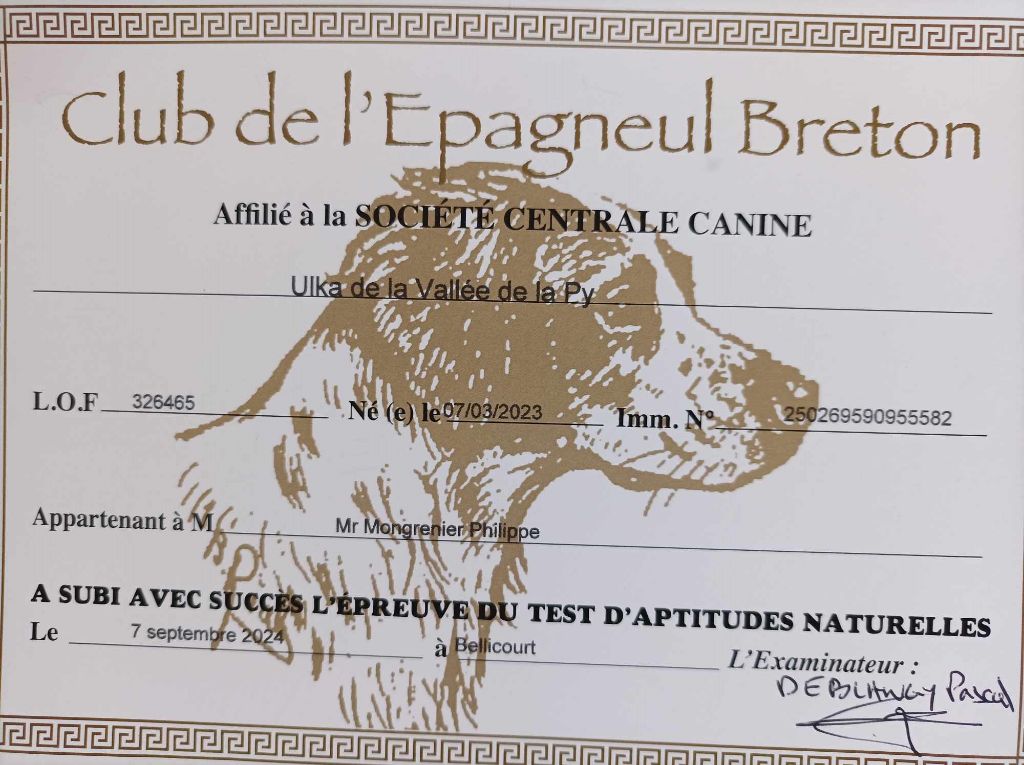 Club de l'Epagneul Breton
Affilié à la SOCIÉTÉ CENTRALE CANINE
Ulka de la Vallée de la Py
L.O.F 326465 Né (e) le 07/03/2023 Imm. N° 250269590955582
Appartenant à M Mr Mongrenier Philippe
A SUBI AVEC SUCCÈS L'ÉPREUVE DU TEST D'APTITUDES NATURELLES
Le 7 septembre 2024 à Bellicourt L'Examinateur :
Pascal